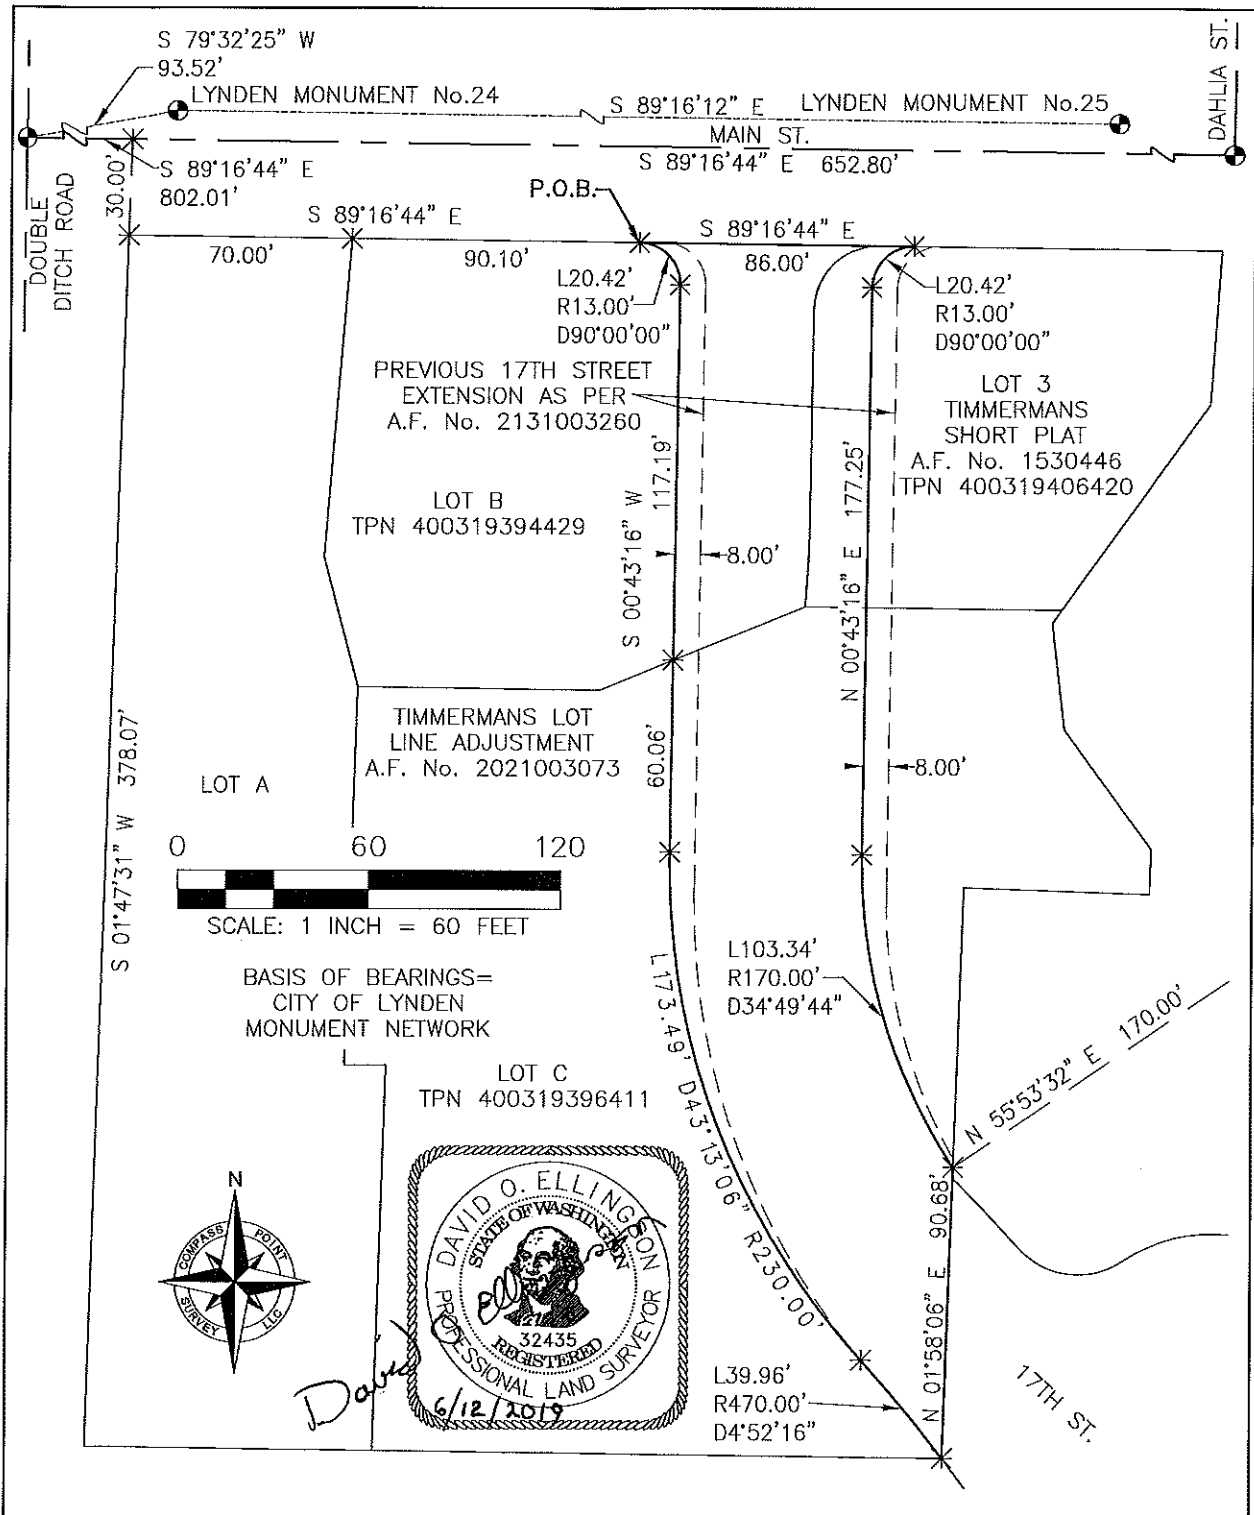 S 79°32'25" W
93.52'
LYNDEN MONUMENT No.24
S 89°16'12" E
LYNDEN MONUMENT No.25
DAHLIA ST.
MAIN ST.
S 89°16'44" E 652.80'
S 89°16'44" E
802.01'
30.00'
DOUBLE
DITCH ROAD
P.O.B.
S 89°16'44" E
70.00'
90.10'
S 89°16'44" E
86.00'
L20.42'
R13.00'
D90°00'00"
L20.42'
R13.00'
D90°00'00"
PREVIOUS 17TH STREET
EXTENSION AS PER
A.F. No. 2131003260
LOT 3
TIMMERMANS
SHORT PLAT
A.F. No. 1530446
TPN 400319406420
LOT B
TPN 400319394429
S 00°43'16" W 117.19'
8.00'
N 00°43'16" E 177.25'
TIMMERMANS LOT
LINE ADJUSTMENT
A.F. No. 2021003073
60.06'
8.00'
LOT A
S 01°47'31" W 378.07'
0 60 120
SCALE: 1 INCH = 60 FEET
BASIS OF BEARINGS=
CITY OF LYNDEN
MONUMENT NETWORK
L103.34'
R170.00'
D34°49'44"
L173.49' D43°13'06" R230.00'
N 55°53'32" E 170.00'
LOT C
TPN 400319396411
N
COMPASS POINT
SURVEY LLC
DAVID O. ELLINGSON
STATE OF WASHINGTON
32435
REGISTERED
PROFESSIONAL LAND SURVEYOR
David O Ellingson
6/12/2019
N 01°58'06" E 90.68'
L39.96'
R470.00'
D4°52'16"
17TH ST.